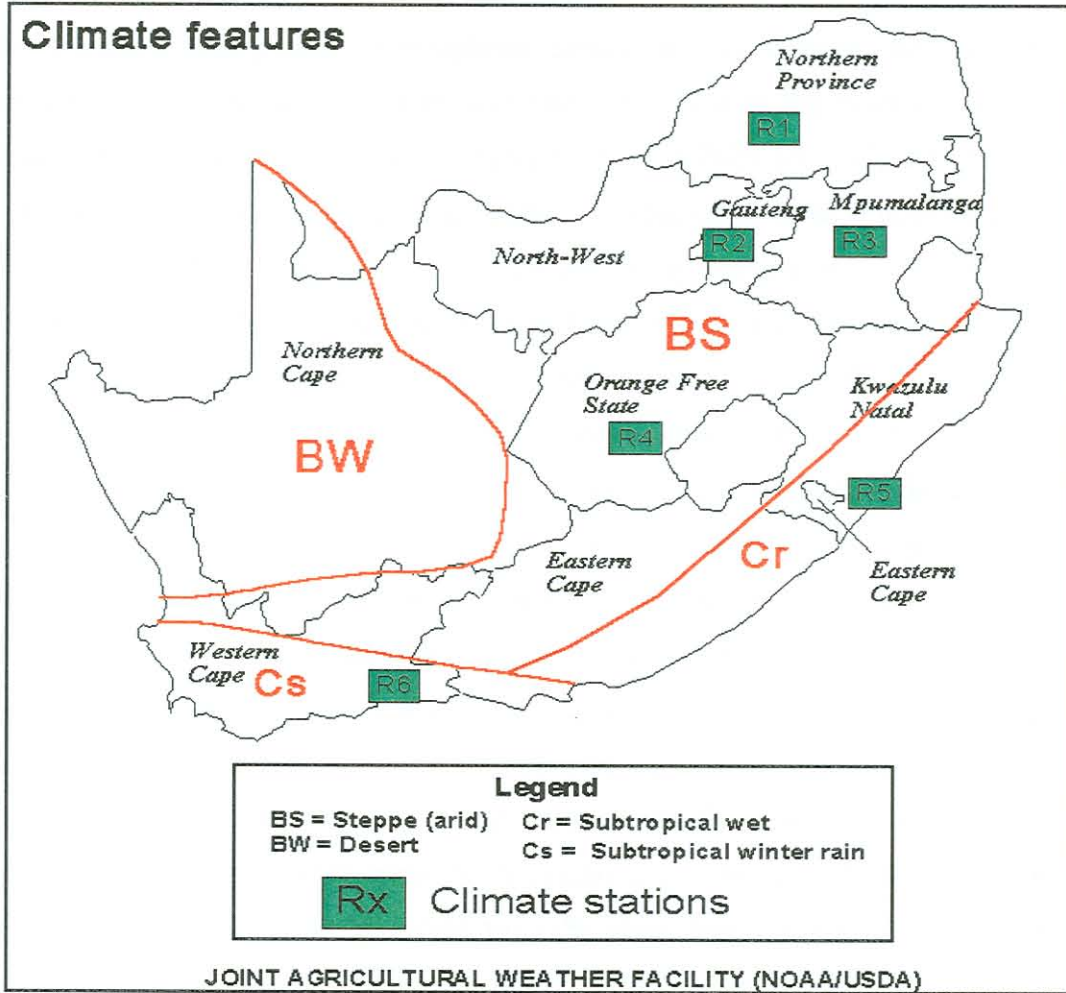 Climate features
Northern
Province
R1
Gauteng
Mpumalanga
R2
R3
North-West
BS
Northern
Cape
Orange Free
State
Kwazulu
Natal
R4
BW
R5
Cr
Eastern
Cape
Eastern
Cape
Western
Cape
Cs
R6
Legend
BS = Steppe (arid)
Cr = Subtropical wet
BW = Desert
Cs = Subtropical winter rain
Rx
Climate stations
JOINT AGRICULTURAL WEATHER FACILITY (NOAA/USDA)